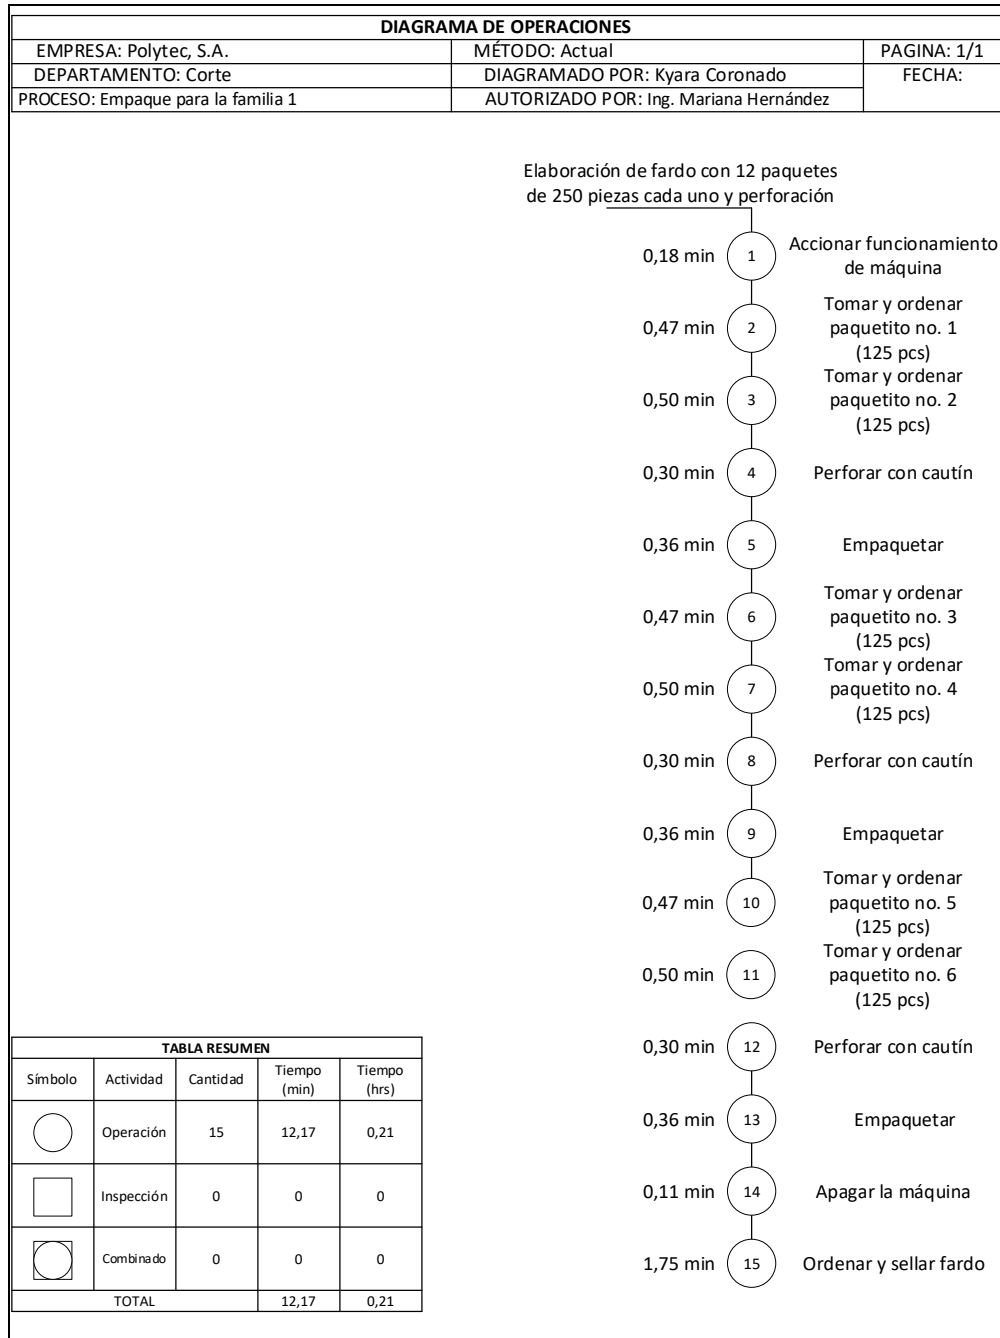 DIAGRAMA DE OPERACIONES
EMPRESA: Polytec, S.A.
MÉTODO: Actual
PAGINA: 1/1
DEPARTAMENTO: Corte
DIAGRAMADO POR: Kyara Coronado
FECHA:
PROCESO: Empaque para la familia 1
AUTORIZADO POR: Ing. Mariana Hernández
Elaboración de fardo con 12 paquetes
de 250 piezas cada uno y perforación
0,18 min
1
Accionar funcionamiento
de máquina
0,47 min
2
Tomar y ordenar
paquetito no. 1
(125 pcs)
0,50 min
3
Tomar y ordenar
paquetito no. 2
(125 pcs)
0,30 min
4
Perforar con cautín
0,36 min
5
Empaquetar
0,47 min
6
Tomar y ordenar
paquetito no. 3
(125 pcs)
0,50 min
7
Tomar y ordenar
paquetito no. 4
(125 pcs)
0,30 min
8
Perforar con cautín
0,36 min
9
Empaquetar
0,47 min
10
Tomar y ordenar
paquetito no. 5
(125 pcs)
0,50 min
11
Tomar y ordenar
paquetito no. 6
(125 pcs)
0,30 min
12
Perforar con cautín
0,36 min
13
Empaquetar
0,11 min
14
Apagar la máquina
1,75 min
15
Ordenar y sellar fardo
TABLA RESUMEN
Símbolo
Actividad
Cantidad
Tiempo
(min)
Tiempo
(hrs)
Operación
15
12,17
0,21
Inspección
0
0
0
Combinado
0
0
0
TOTAL
12,17
0,21